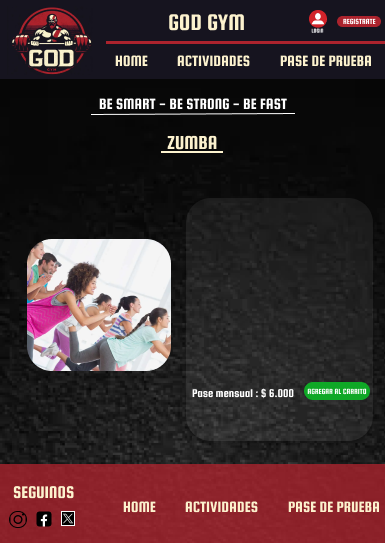 GOD GYM
GOD
LOGIN
REGISTRATE
HOME ACTIVIDADES PASE DE PRUEBA
BE SMART - BE STRONG - BE FAST
ZUMBA
Pase mensual : $ 6.000 AGREGAR AL CARRITO
SEGUINOS
HOME ACTIVIDADES PASE DE PRUEBA